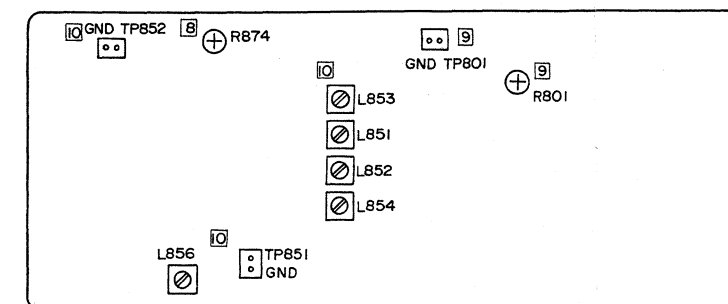 10 GND TP852 8 R874
9
GND TP801
10
9
R801
L853
L851
L852
L854
10
L856
TP851
GND